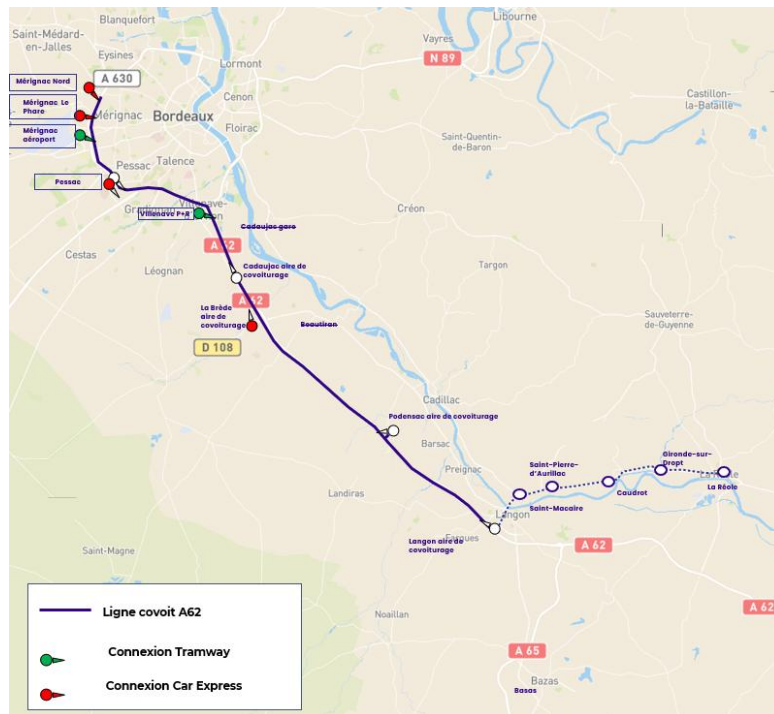 Blanquefort
Libourne
Saint-Médard-
en-Jalles
Eysines
Vayres
Lormont
N 89
Mérignac Nord
A 630
Castillon-
la-Bataille
Cenon
Mérignac Le
Phare
Mérignac
Bordeaux
Floirac
Mérignac
aéroport
Saint-Quentin-
de-Baron
Pessac
Talence
Pessac
Créon
Villenave P+R
Cadaujac gare
A 62
Cestas
Léognan
Cadaujac aire de
covoiturage
Targon
A 62
La Brède
aire de
covoiturage
Beautiran
Sauveterre-
de-Guyenne
D 108
Cadillac
Podensac aire de covoiturage
Barsac
Preignac
Saint-Pierre-
d'Aurillac
Gironde-sur-
Dropt
La Réole
Landiras
Caudrot
Saint-Macaire
Langon
Langon aire de
covoiturage
Fargues
A 62
Saint-Magne
A 62
Noaillan
A 65
Bazas
Basas
Ligne covoit A62
Connexion Tramway
Connexion Car Express